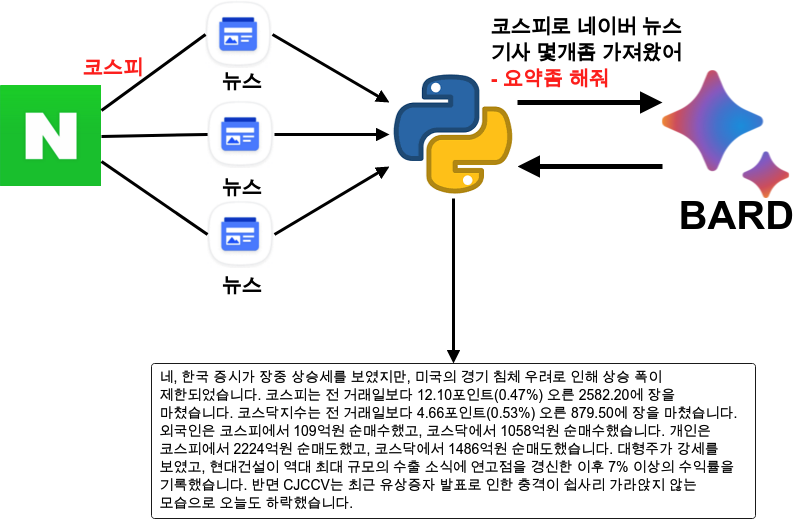 코스피로 네이버 뉴스
기사 몇개좀 가져왔어
- 요약좀 해줘
코스피
N
뉴스
뉴스
뉴스
BARD
네, 한국 증시가 장중 상승세를 보였지만, 미국의 경기 침체 우려로 인해 상승 폭이
제한되었습니다. 코스피는 전 거래일보다 12.10포인트(0.47%) 오른 2582.20에 장을
마쳤습니다. 코스닥지수는 전 거래일보다 4.66포인트(0.53%) 오른 879.50에 장을 마쳤습니다.
외국인은 코스피에서 109억원 순매수했고, 코스닥에서 1058억원 순매수했습니다. 개인은
코스피에서 2224억원 순매도했고, 코스닥에서 1486억원 순매도했습니다. 대형주가 강세를
보였고, 현대건설이 역대 최대 규모의 수출 소식에 연고점을 경신한 이후 7% 이상의 수익률을
기록했습니다. 반면 CJCCV는 최근 유상증자 발표로 인한 충격이 쉽사리 가라앉지 않는
모습으로 오늘도 하락했습니다.